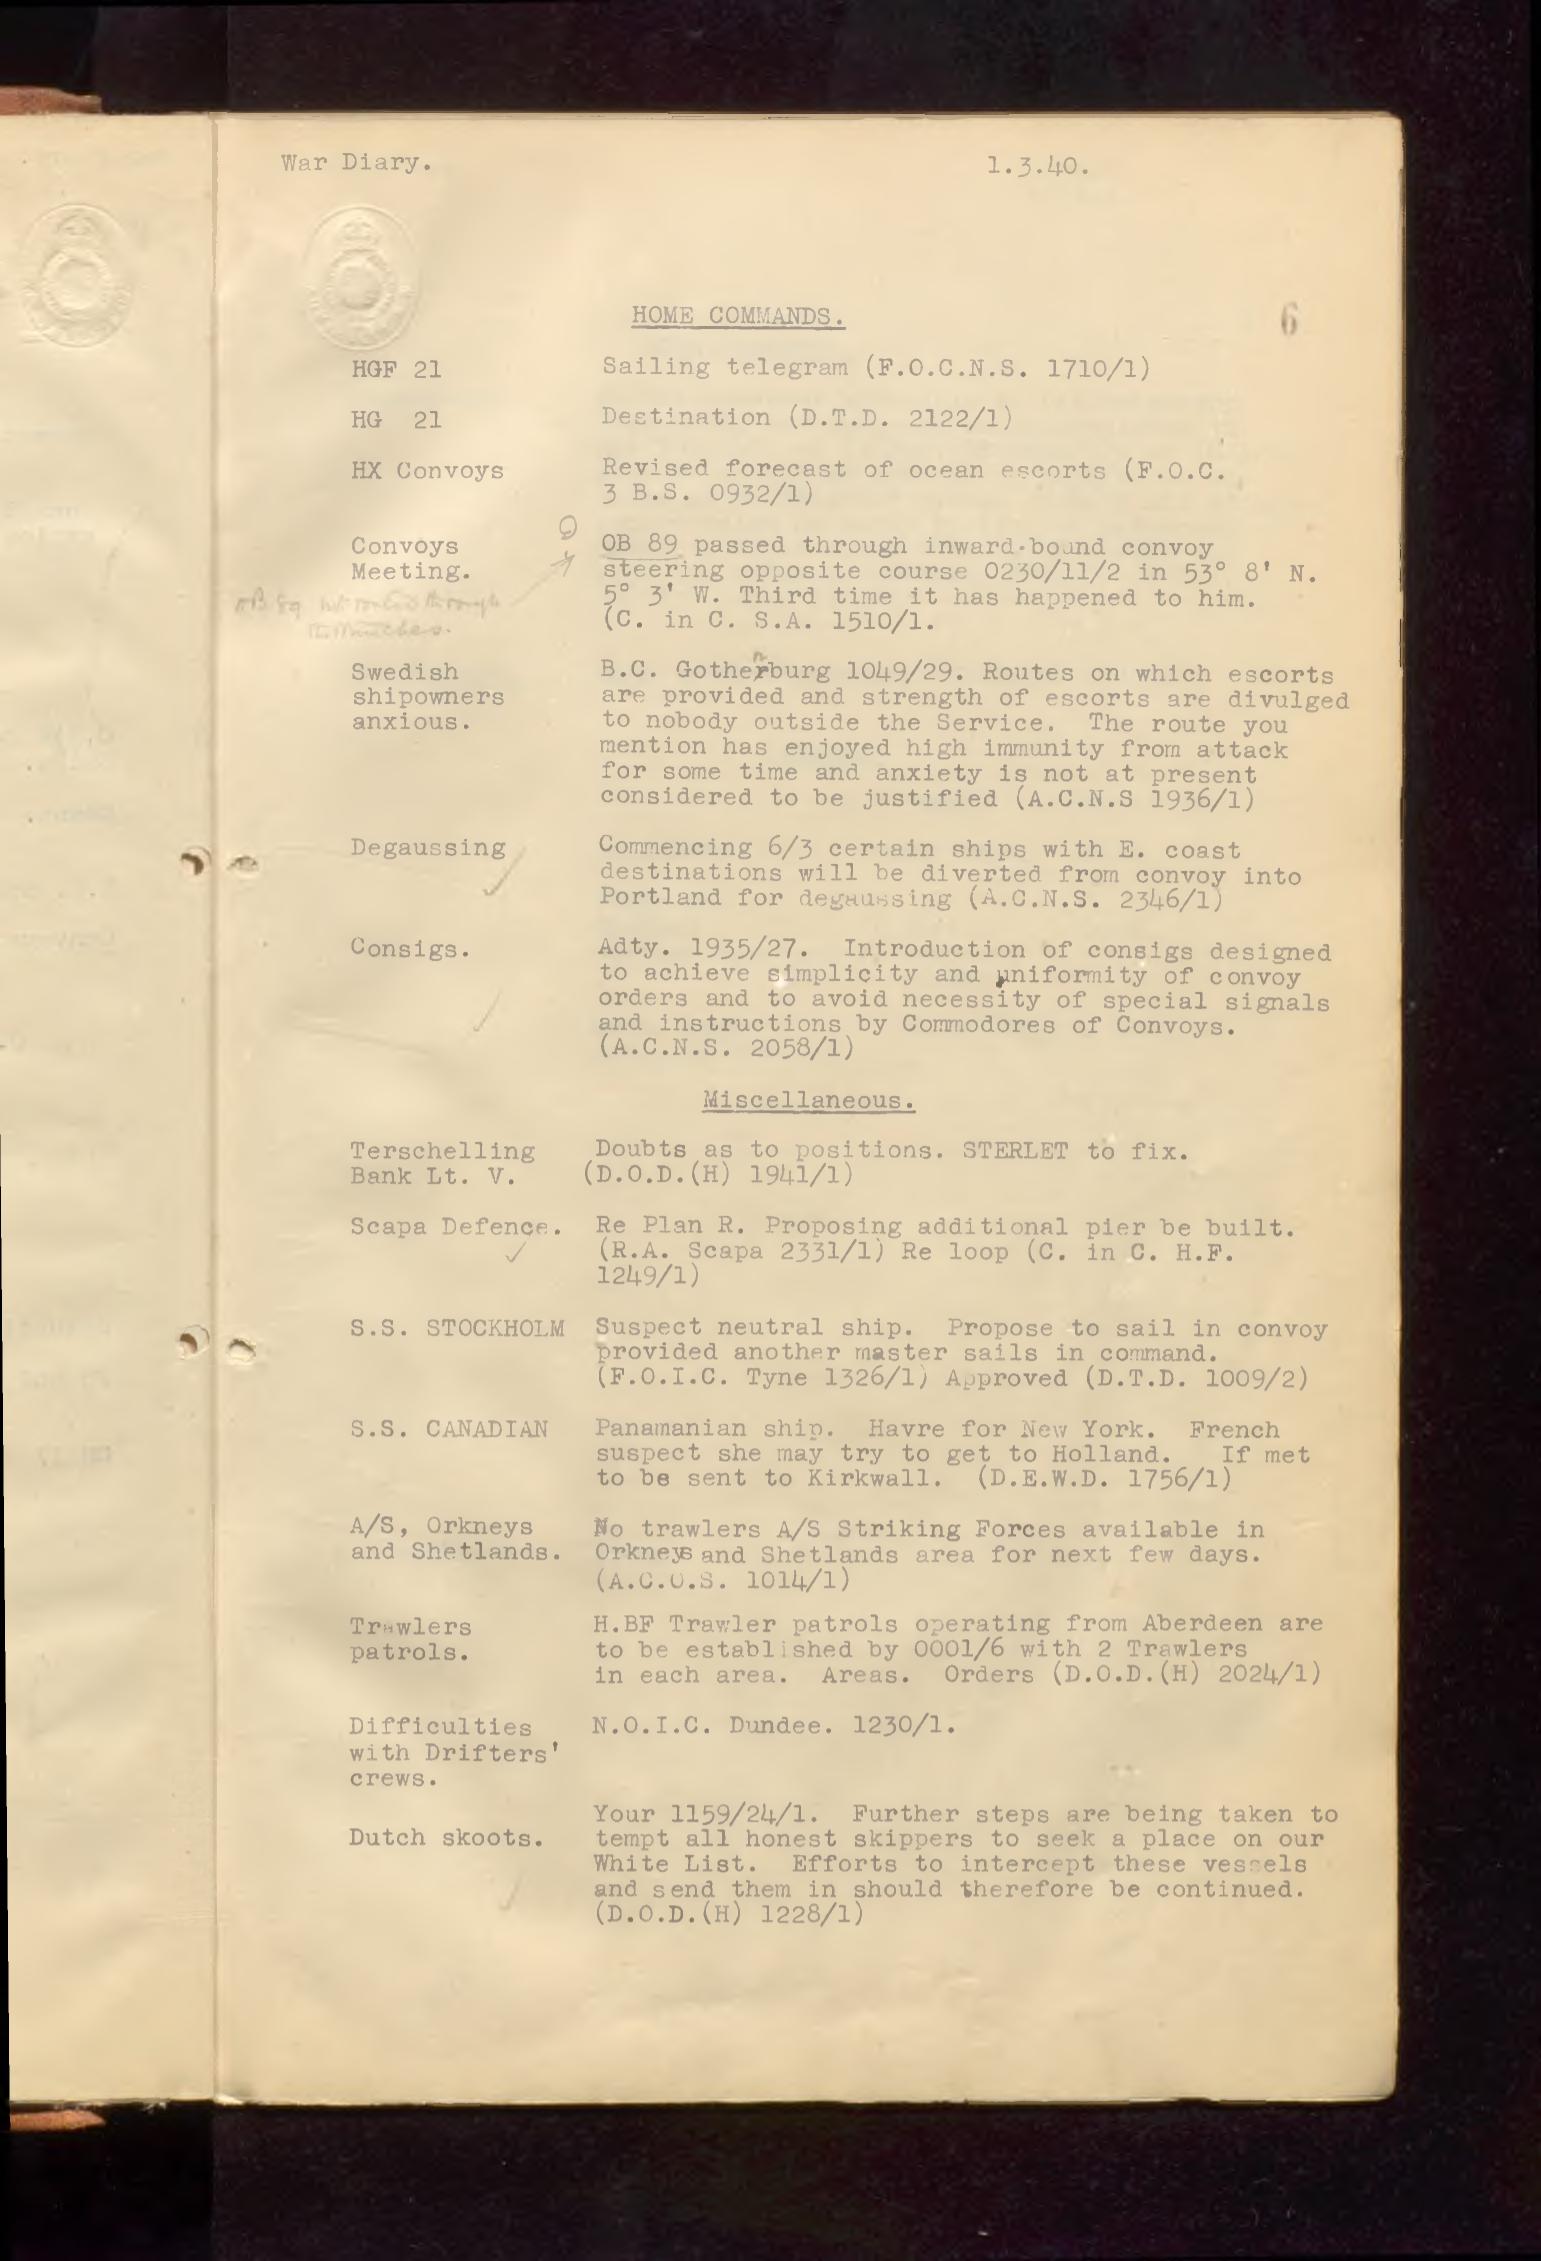 War Diary. 1.3.40.
HOME COMMANDS. 6
HGF 21 Sailing telegram (F.O.C.N.S. 1710/1)
HG 21 Destination (D.T.D. 2122/1)
HX Convoys Revised forecast of ocean escorts (F.O.C.
3 B.S. 0932/1)
Convoys OB 89 passed through inward-bound convoy
Meeting. steering opposite course 0230/11/2 in 53° 8' N.
5° 3' W. Third time it has happened to him.
(C. in C. S.A. 1510/1.
OB 89 not routed through
the Minches.
Swedish B.C. Gothenburg 1049/29. Routes on which escorts
shipowners are provided and strength of escorts are divulged
anxious. to nobody outside the Service. The route you
mention has enjoyed high immunity from attack
for some time and anxiety is not at present
considered to be justified (A.C.N.S 1936/1)
Degaussing Commencing 6/3 certain ships with E. coast
destinations will be diverted from convoy into
Portland for degaussing (A.C.N.S. 2346/1)
Consigs. Adty. 1935/27. Introduction of consigs designed
to achieve simplicity and uniformity of convoy
orders and to avoid necessity of special signals
and instructions by Commodores of Convoys.
(A.C.N.S. 2058/1)
Miscellaneous.
Terschelling Doubts as to positions. STERLET to fix.
Bank Lt. V. (D.O.D.(H) 1941/1)
Scapa Defence. Re Plan R. Proposing additional pier be built.
(R.A. Scapa 2331/1) Re loop (C. in C. H.F.
1249/1)
S.S. STOCKHOLM Suspect neutral ship. Propose to sail in convoy
provided another master sails in command.
(F.O.I.C. Tyne 1326/1) Approved (D.T.D. 1009/2)
S.S. CANADIAN Panamanian ship. Havre for New York. French
suspect she may try to get to Holland. If met
to be sent to Kirkwall. (D.E.W.D. 1756/1)
A/S, Orkneys No trawlers A/S Striking Forces available in
and Shetlands. Orkneys and Shetlands area for next few days.
(A.C.O.S. 1014/1)
Trawlers H.BF Trawler patrols operating from Aberdeen are
patrols. to be established by 0001/6 with 2 Trawlers
in each area. Areas. Orders (D.O.D.(H) 2024/1)
Difficulties N.O.I.C. Dundee. 1230/1.
with Drifters'
crews.
Your 1159/24/1. Further steps are being taken to
Dutch skoots. tempt all honest skippers to seek a place on our
White List. Efforts to intercept these vessels
and send them in should therefore be continued.
(D.O.D.(H) 1228/1)